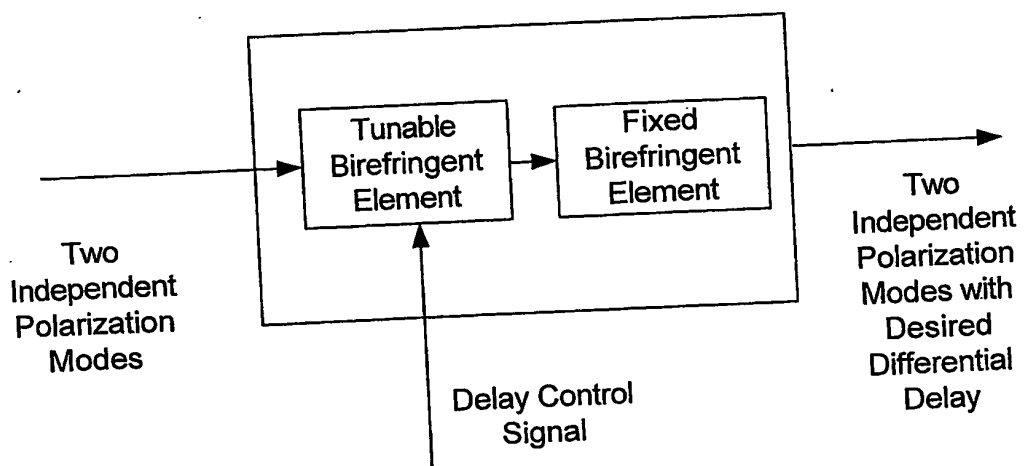 Tunable
Birefringent
Element
Fixed
Birefringent
Element
Two
Independent
Polarization
Modes
Two
Independent
Polarization
Modes with
Desired
Differential
Delay
Delay Control
Signal